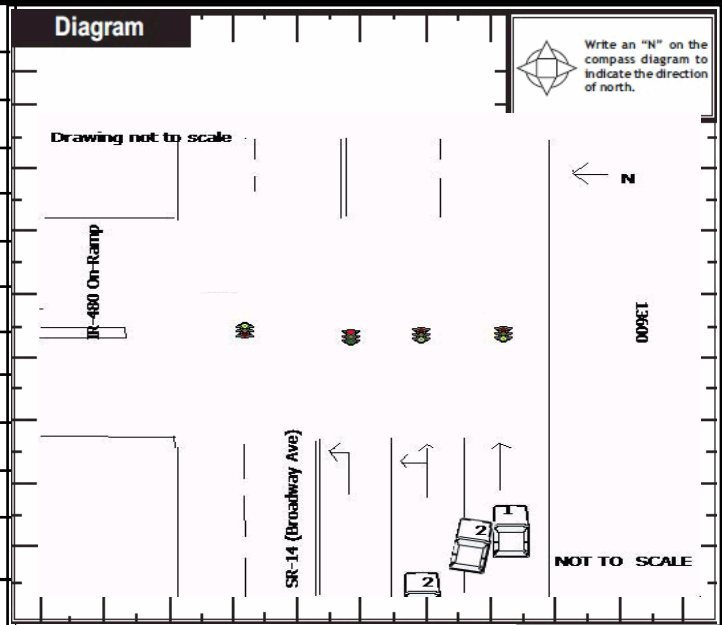 Diagram
Write an "N" on the
compass diagram to
indicate the direction
of north.
Drawing not to scale
N
IR-480 On-Ramp
13600
SR-14 (Broadway Ave)
1
2
2
NOT TO SCALE